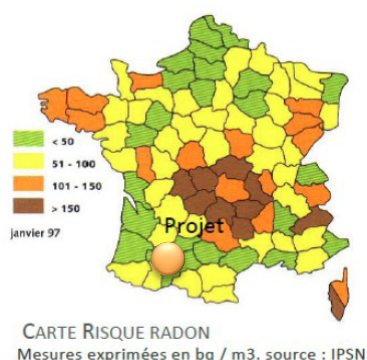 < 50
51 - 100
101 - 150
> 150
janvier 97
Projet
CARTE RISQUE RADON
Mesures exprimées en bq / m3. source : IPSN